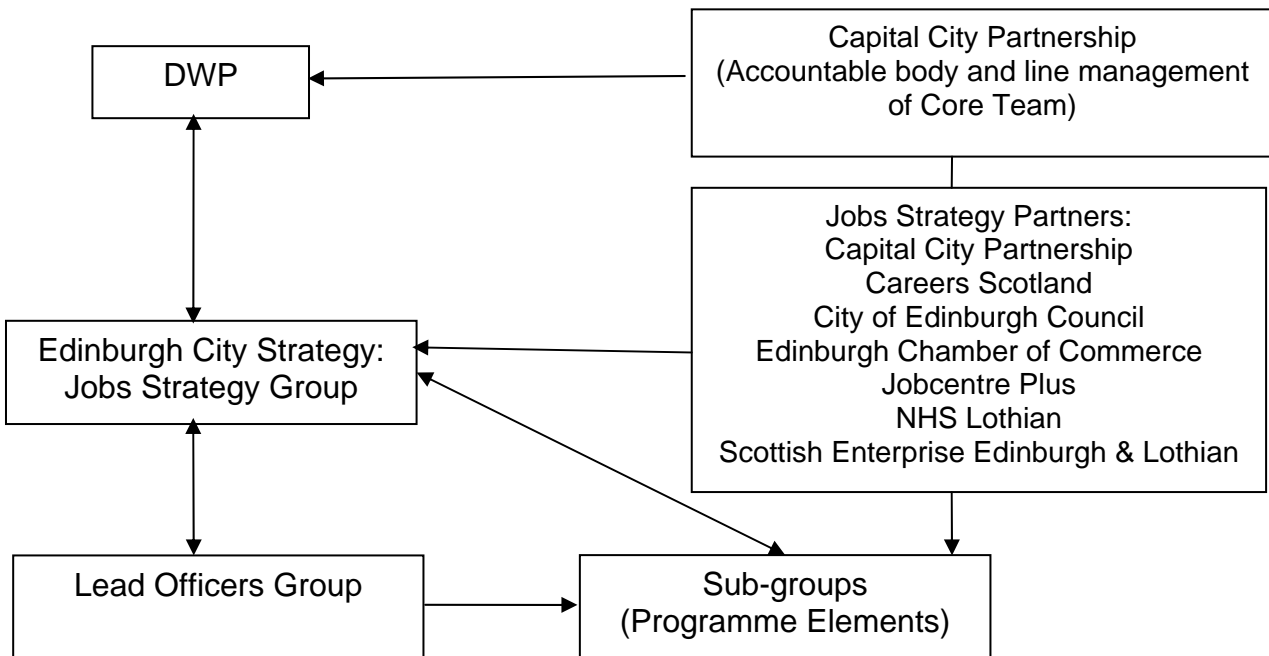 DWP
Capital City Partnership
(Accountable body and line management
of Core Team)
Jobs Strategy Partners:
Capital City Partnership
Careers Scotland
City of Edinburgh Council
Edinburgh Chamber of Commerce
Jobcentre Plus
NHS Lothian
Scottish Enterprise Edinburgh & Lothian
Edinburgh City Strategy:
Jobs Strategy Group
Lead Officers Group
Sub-groups
(Programme Elements)